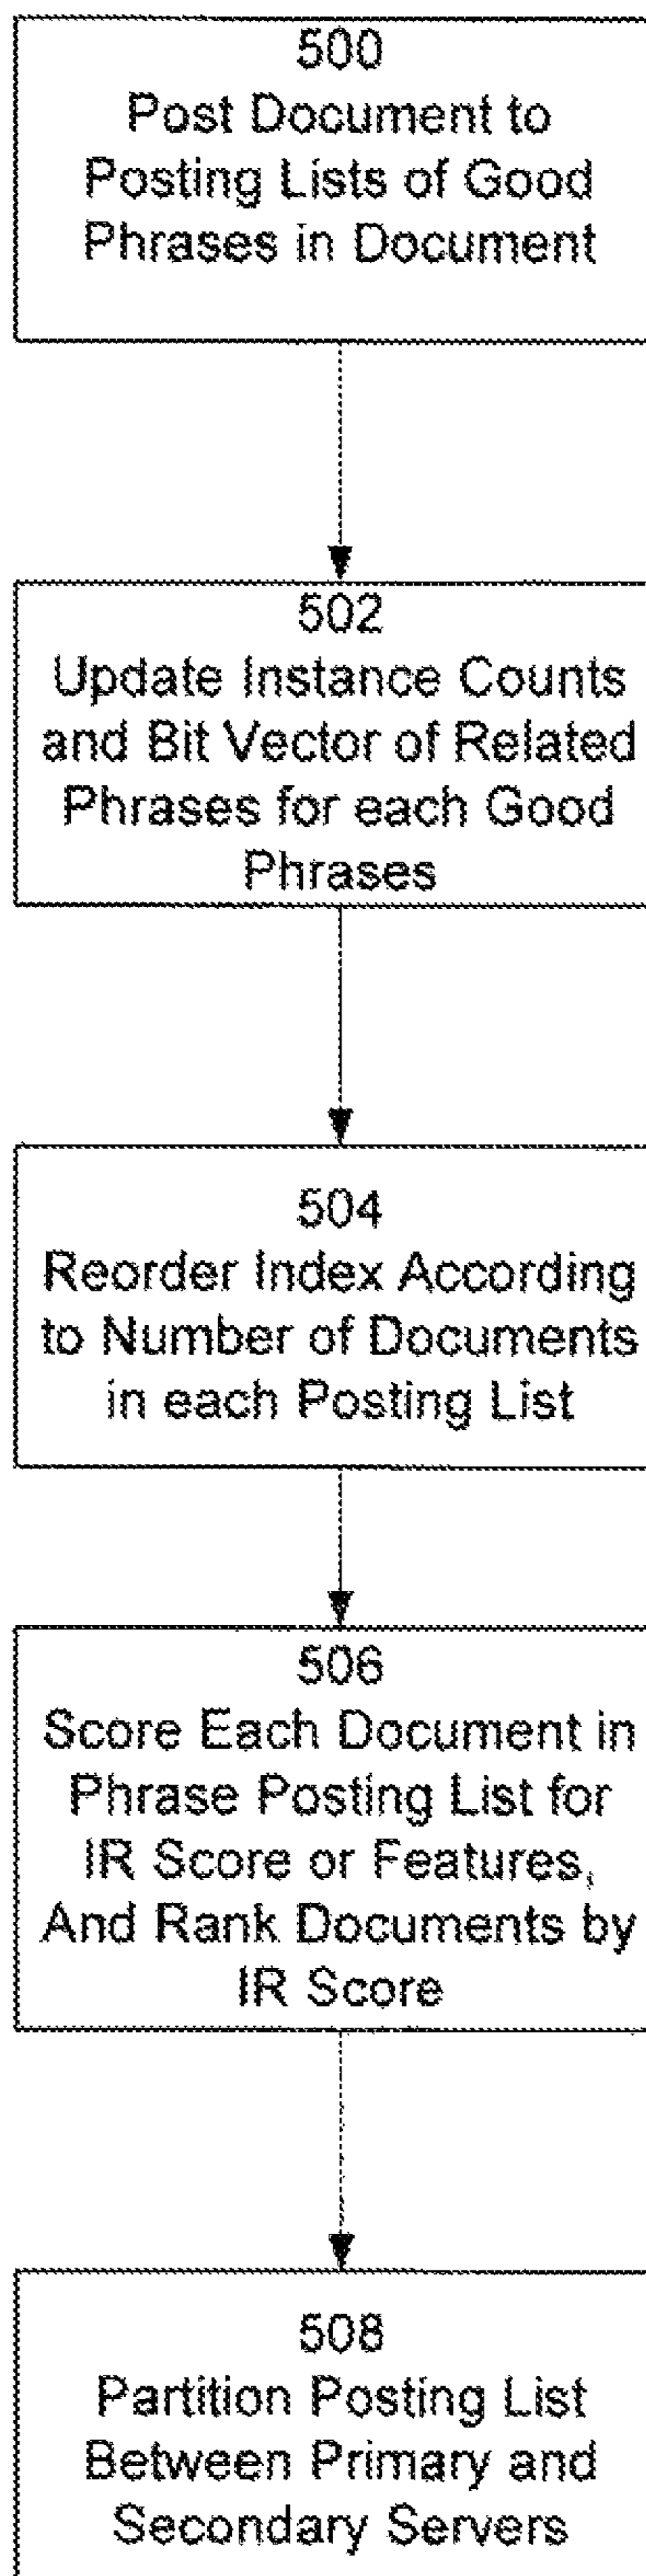 500
Post Document to
Posting Lists of Good
Phrases in Document
502
Update Instance Counts
and Bit Vector of Related
Phrases for each Good
Phrases
504
Reorder Index According
to Number of Documents
in each Posting List
506
Score Each Document in
Phrase Posting List for
IR Score or Features,
And Rank Documents by
IR Score
508
Partition Posting List
Between Primary and
Secondary Servers